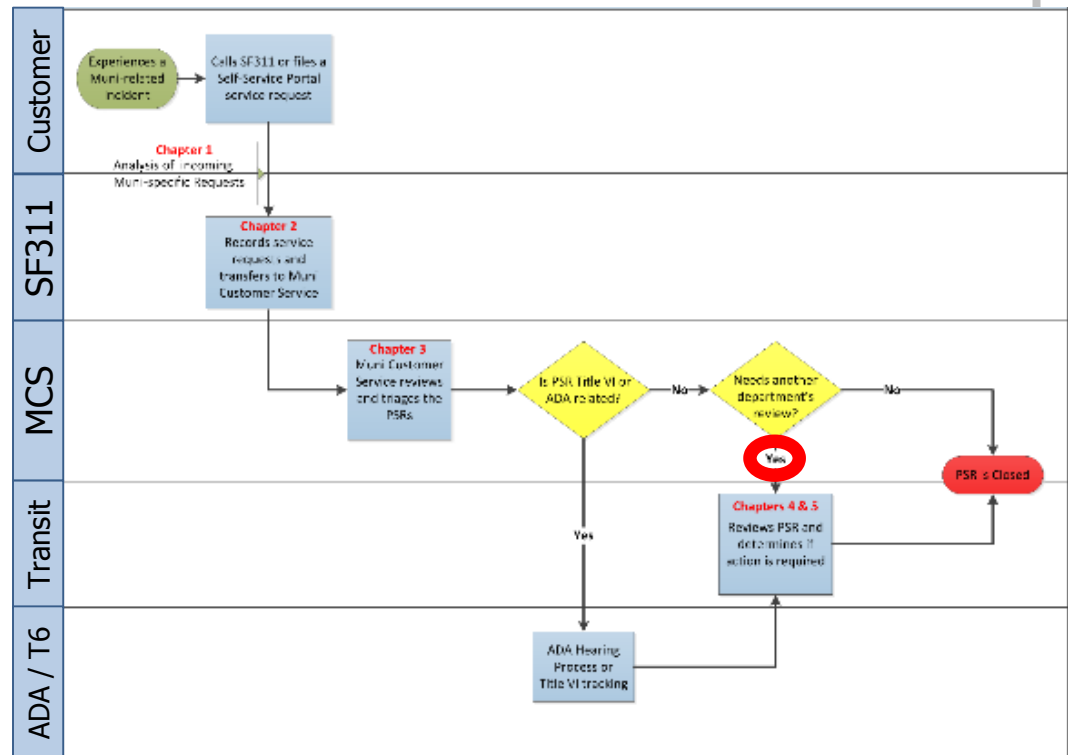 Customer
Experiences a
Muni-related
incident
Calls SF311 or files a
Self-Service Portal
service request
Chapter 1
Analysis of incoming
Muni-specific Requests
SF311
Chapter 2
Records service
requests and
transfers to Muni
Customer Service
MCS
Chapter 3
Muni Customer
Service reviews
and triages the
PSRs
Is PSR Title VI or
ADA related?
No
Needs another
department's
review?
No
Yes
PSR is Closed
Transit
Chapters 4 & 5
Reviews PSR and
determines if
action is required
Yes
ADA / T6
ADA Hearing
Process or
Title VI tracking